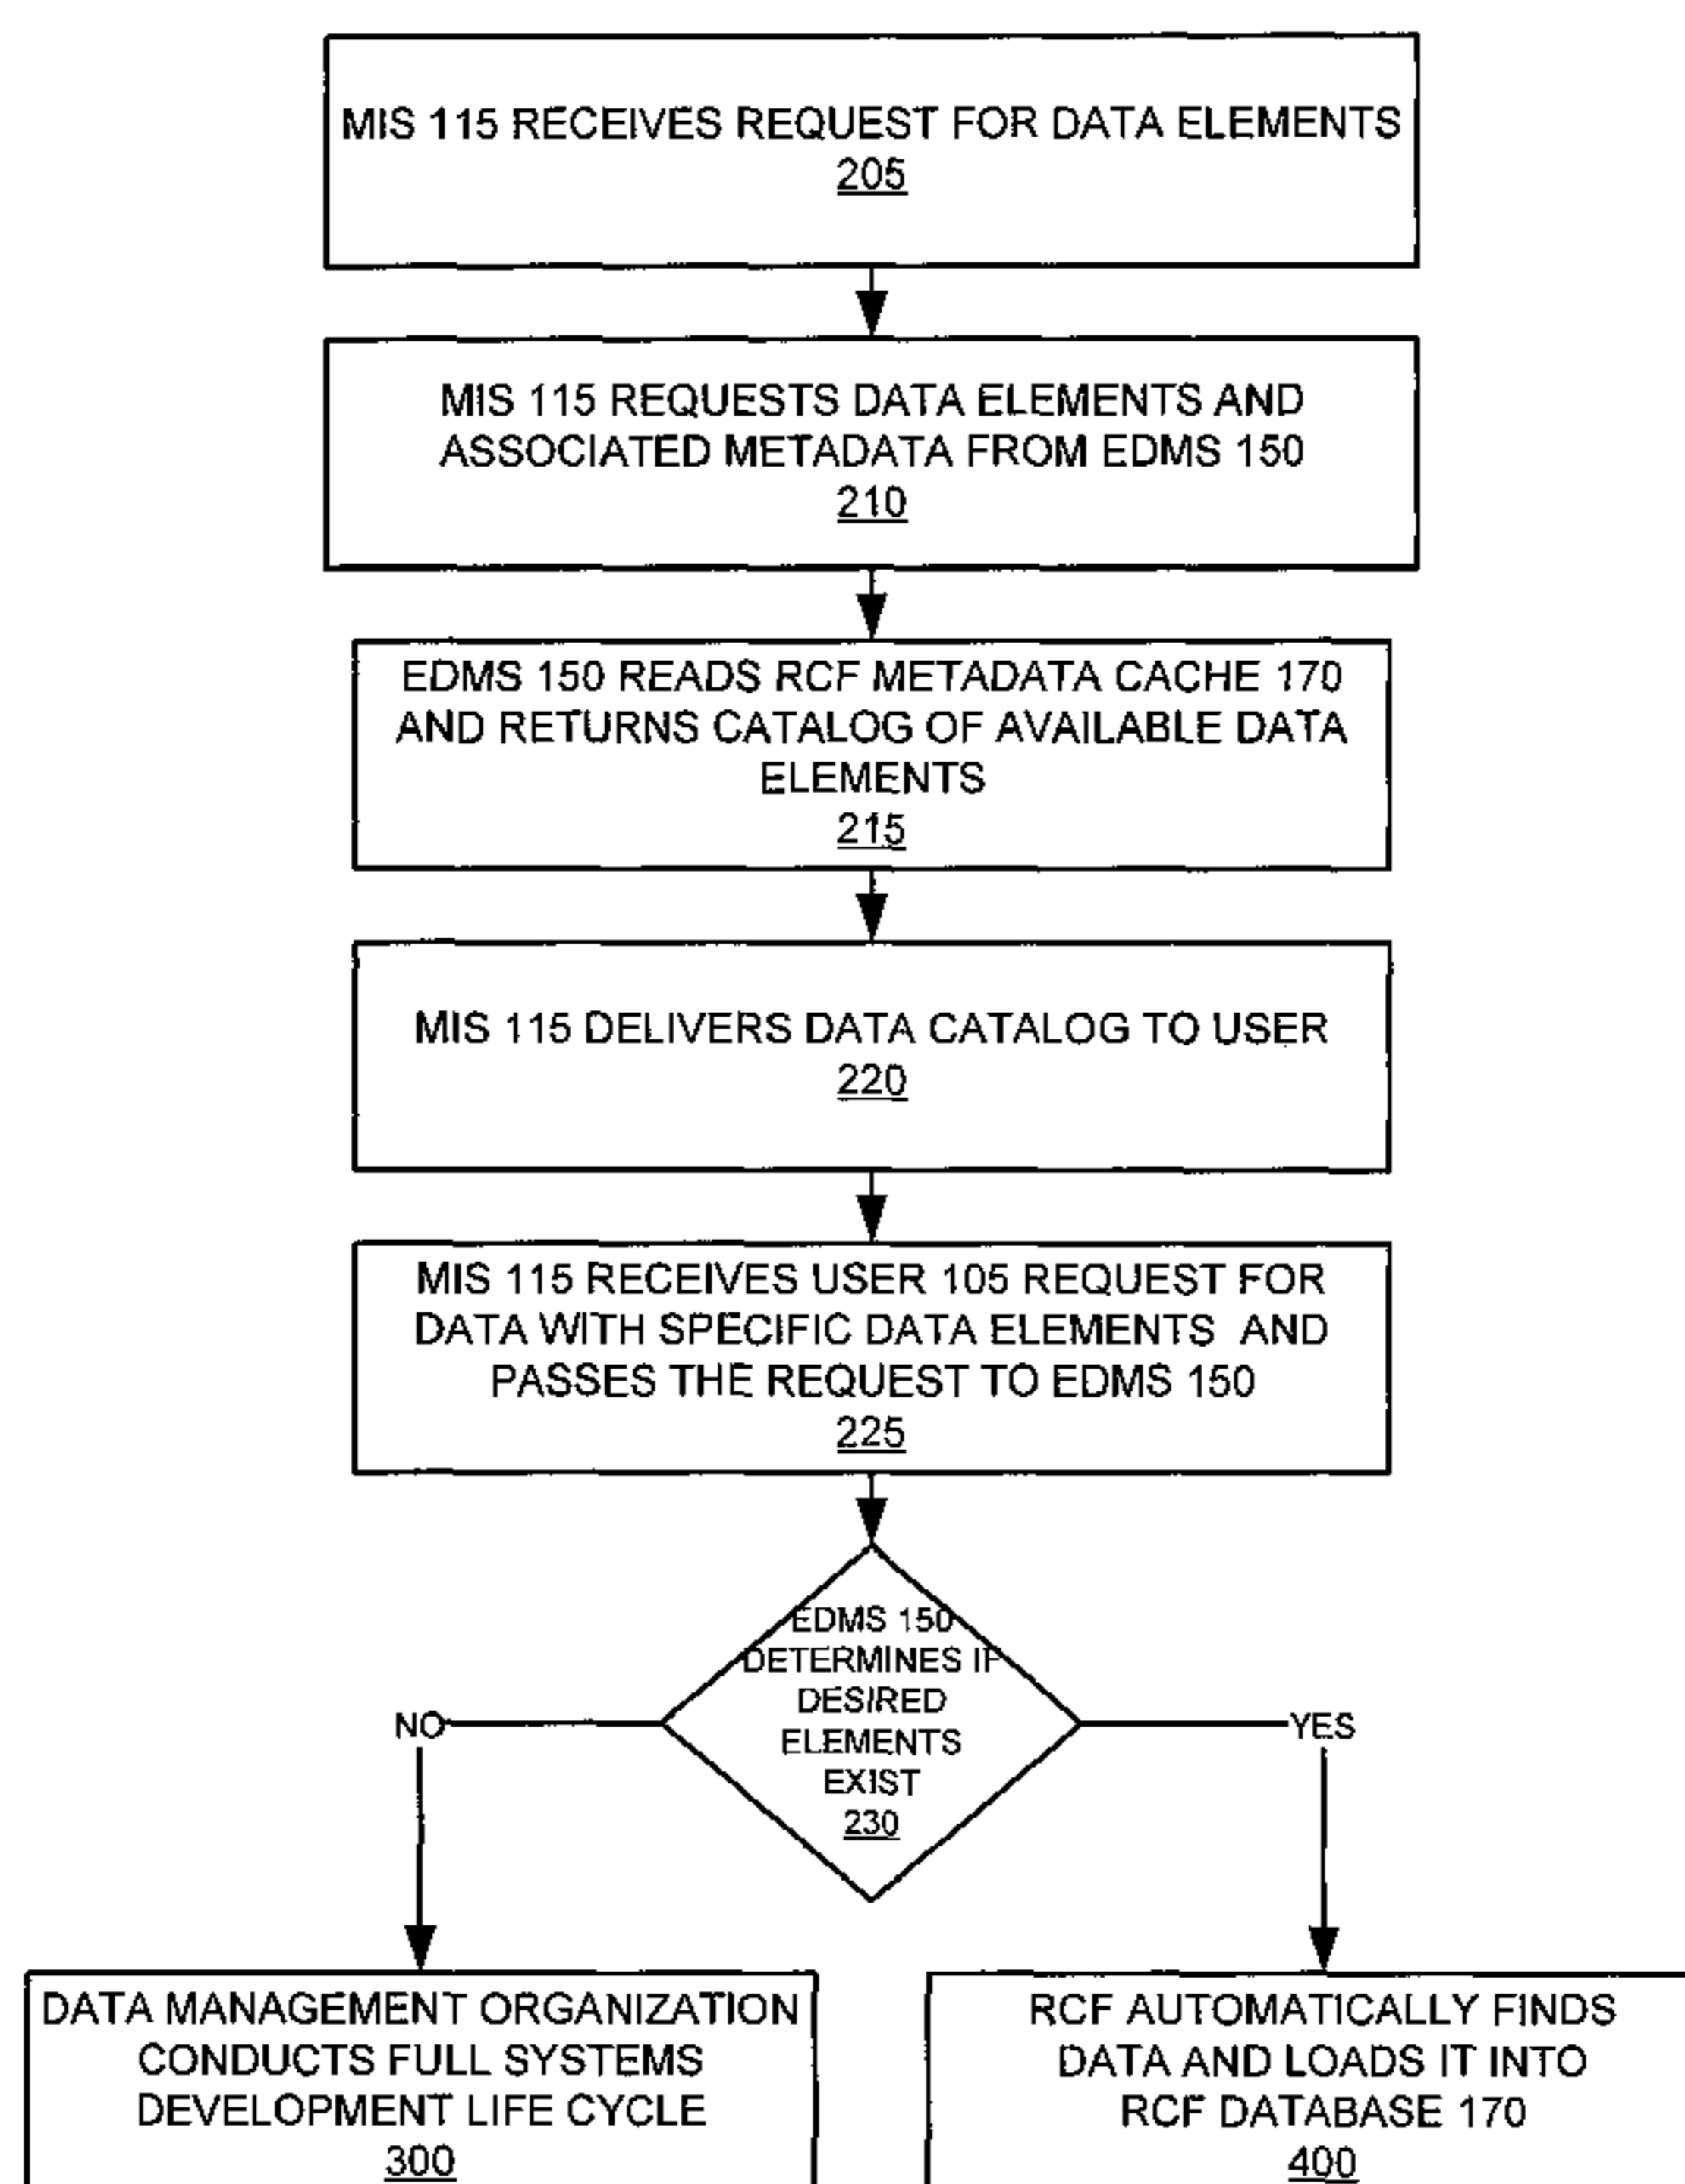 MIS 115 RECEIVES REQUEST FOR DATA ELEMENTS
205
MIS 115 REQUESTS DATA ELEMENTS AND
ASSOCIATED METADATA FROM EDMS 150
210
EDMS 150 READS RCF METADATA CACHE 170
AND RETURNS CATALOG OF AVAILABLE DATA
ELEMENTS
215
MIS 115 DELIVERS DATA CATALOG TO USER
220
MIS 115 RECEIVES USER 105 REQUEST FOR
DATA WITH SPECIFIC DATA ELEMENTS AND
PASSES THE REQUEST TO EDMS 150
225
EDMS 150
DETERMINES IF
DESIRED
ELEMENTS
EXIST
230
NO
YES
DATA MANAGEMENT ORGANIZATION
CONDUCTS FULL SYSTEMS
DEVELOPMENT LIFE CYCLE
300
RCF AUTOMATICALLY FINDS
DATA AND LOADS IT INTO
RCF DATABASE 170
400